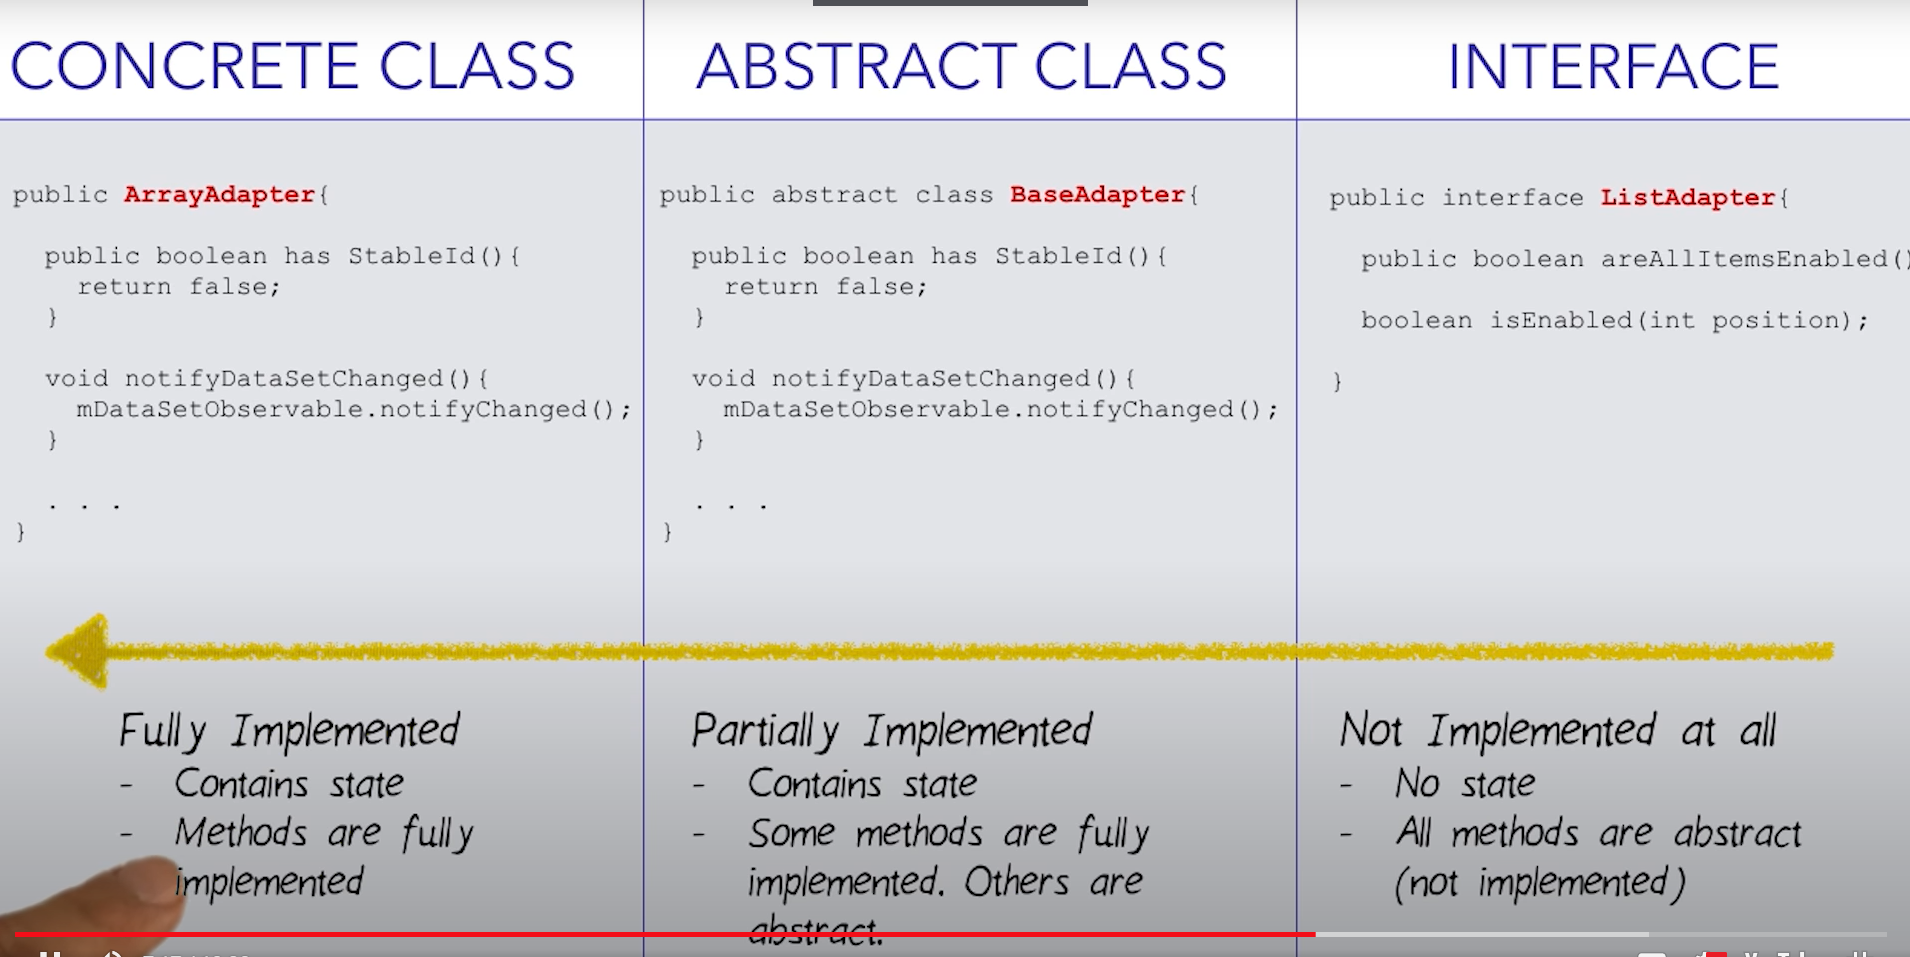 CONCRETE CLASS
public ArrayAdapter{
public boolean has StableId(){
return false;
}
void notifyDataSetChanged(){
mDataSetObservable.notifyChanged();
}
. . .
}
Fully Implemented
- Contains state
- Methods are fully
implemented
ABSTRACT CLASS
public abstract class BaseAdapter{
public boolean has StableId(){
return false;
}
void notifyDataSetChanged(){
mDataSetObservable.notifyChanged();
}
. . .
}
Partially Implemented
- Contains state
- Some methods are fully
implemented. Others are
abstract.
INTERFACE
public interface ListAdapter{
public boolean areAllItemsEnabled()
boolean isEnabled(int position);
}
Not Implemented at all
- No state
- All methods are abstract
(not implemented)